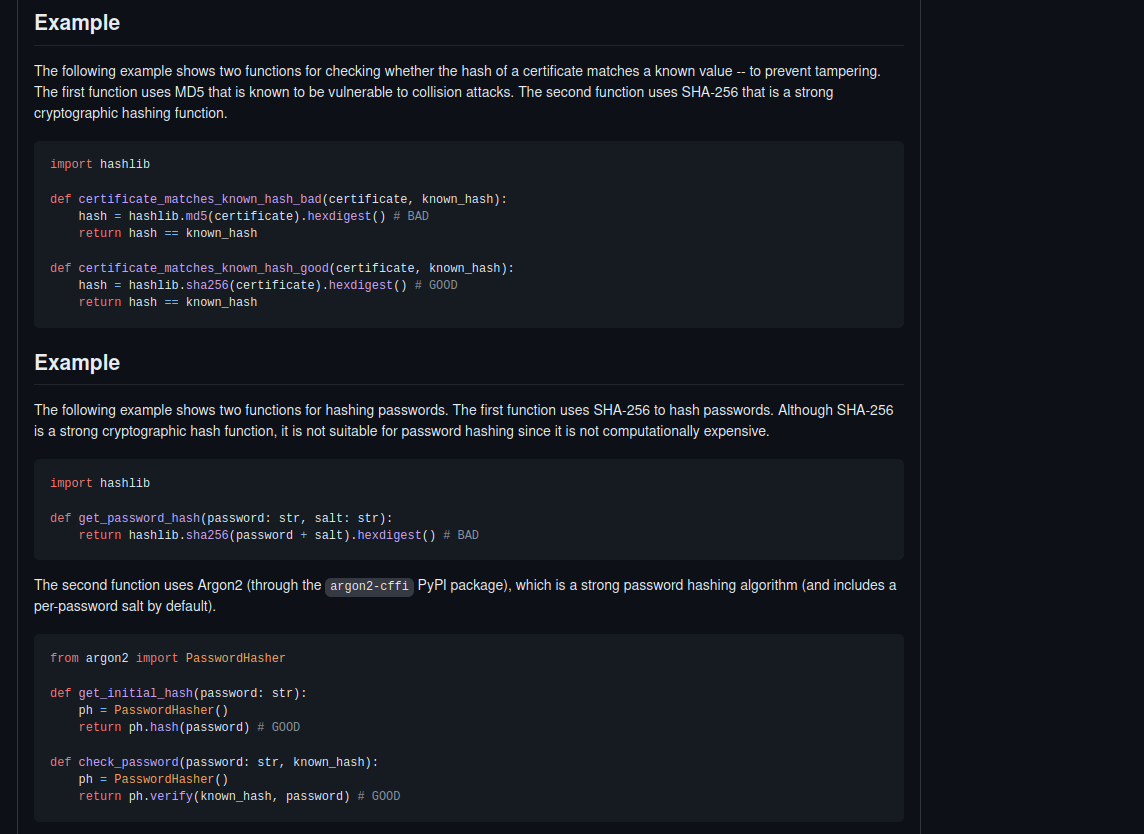 Example
The following example shows two functions for checking whether the hash of a certificate matches a known value -- to prevent tampering.
The first function uses MD5 that is known to be vulnerable to collision attacks. The second function uses SHA-256 that is a strong
cryptographic hashing function.
import hashlib
def certificate_matches_known_hash_bad(certificate, known_hash):
    hash = hashlib.md5(certificate).hexdigest() # BAD
    return hash == known_hash
def certificate_matches_known_hash_good(certificate, known_hash):
    hash = hashlib.sha256(certificate).hexdigest() # GOOD
    return hash == known_hash
Example
The following example shows two functions for hashing passwords. The first function uses SHA-256 to hash passwords. Although SHA-256
is a strong cryptographic hash function, it is not suitable for password hashing since it is not computationally expensive.
import hashlib
def get_password_hash(password: str, salt: str):
    return hashlib.sha256(password + salt).hexdigest() # BAD
The second function uses Argon2 (through the argon2-cffi PyPI package), which is a strong password hashing algorithm (and includes a
per-password salt by default).
from argon2 import PasswordHasher
def get_initial_hash(password: str):
    ph = PasswordHasher()
    return ph.hash(password) # GOOD
def check_password(password: str, known_hash):
    ph = PasswordHasher()
    return ph.verify(known_hash, password) # GOOD